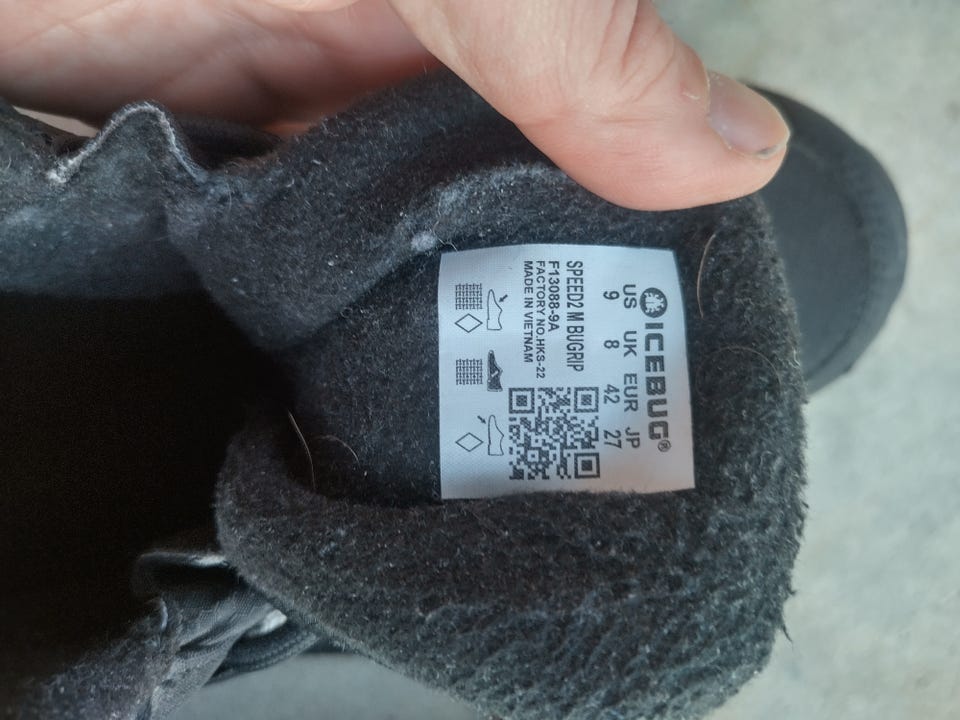 ICEBUG®
US UK EUR JP
9 8 42 27
SPEED2 M BUGRIP
F13088-9A
FACTORY NO.HKS-22
MADE IN VIETNAM